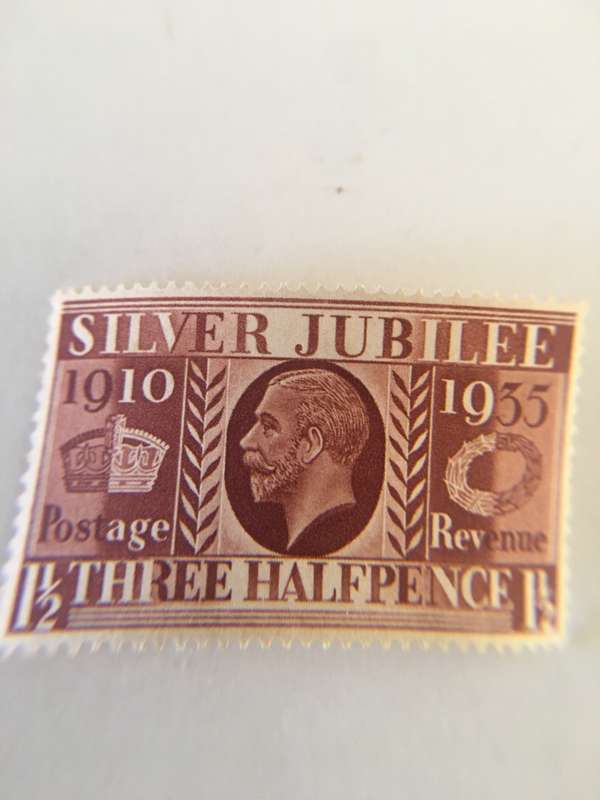 SILVER JUBILEE
1910 1935
Postage Revenue
1½ THREE HALFPENCE 1½